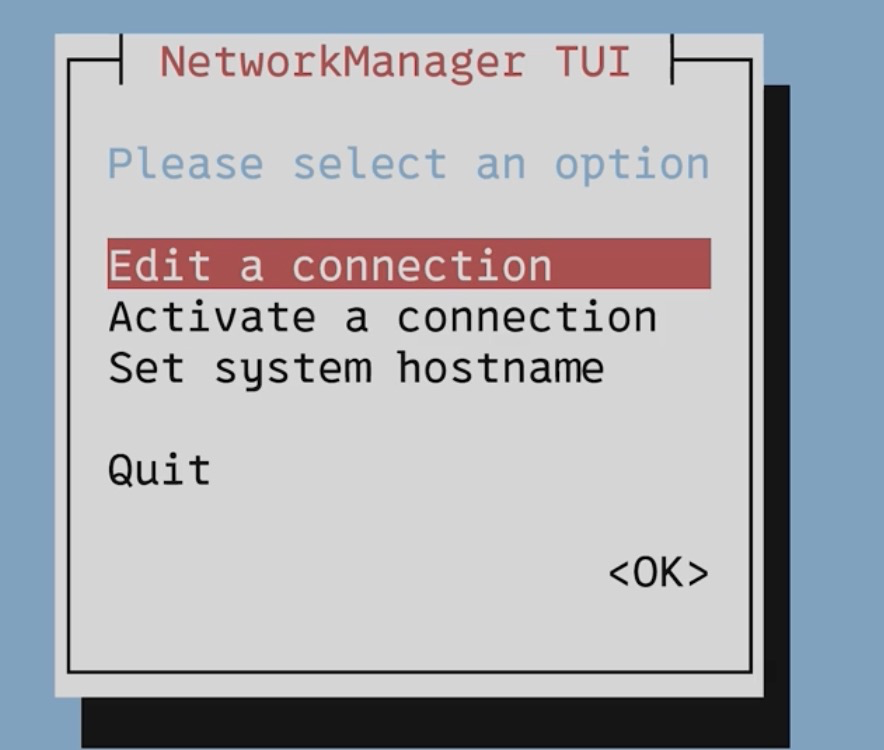 NetworkManager TUI
Please select an option
Edit a connection
Activate a connection
Set system hostname
Quit
<OK>